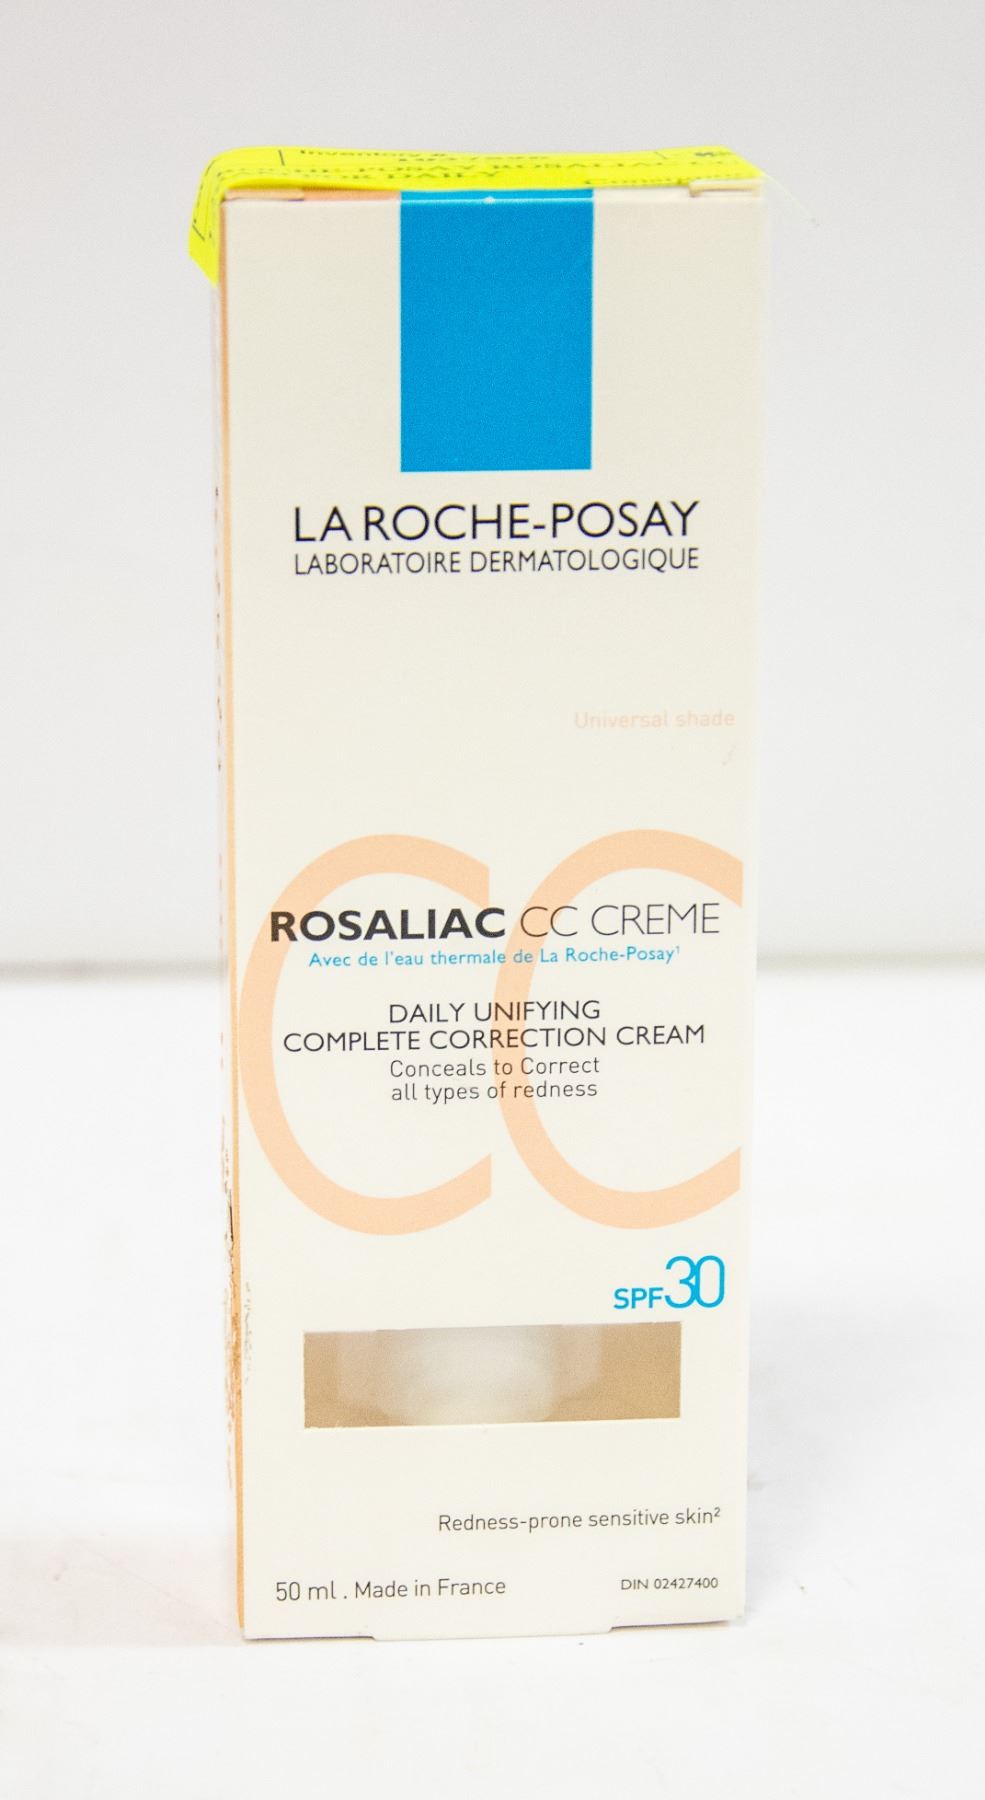 Inventory #
LA ROCHE-POSAY
LABORATOIRE DERMATOLOGIQUE
Universal shade
CC
ROSALIAC CC CREME
Avec de l'eau thermale de La Roche-Posay¹
DAILY UNIFYING
COMPLETE CORRECTION CREAM
Conceals to Correct
all types of redness
SPF30
Redness-prone sensitive skin²
50 ml . Made in France
DIN 02427400